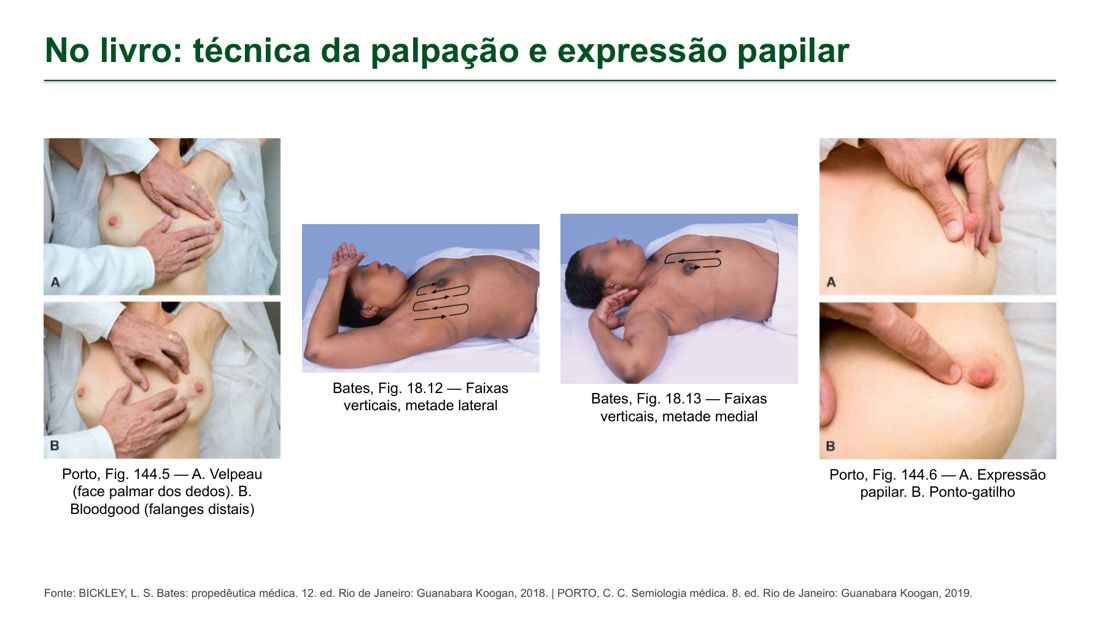 No livro: técnica da palpação e expressão papilar
A
B
Porto, Fig. 144.5 — A. Velpeau
(face palmar dos dedos). B.
Bloodgood (falanges distais)
Bates, Fig. 18.12 — Faixas
verticais, metade lateral
Bates, Fig. 18.13 — Faixas
verticais, metade medial
A
B
Porto, Fig. 144.6 — A. Expressão
papilar. B. Ponto-gatilho
Fonte: BICKLEY, L. S. Bates: propedêutica médica. 12. ed. Rio de Janeiro: Guanabara Koogan, 2018. | PORTO, C. C. Semiologia médica. 8. ed. Rio de Janeiro: Guanabara Koogan, 2019.